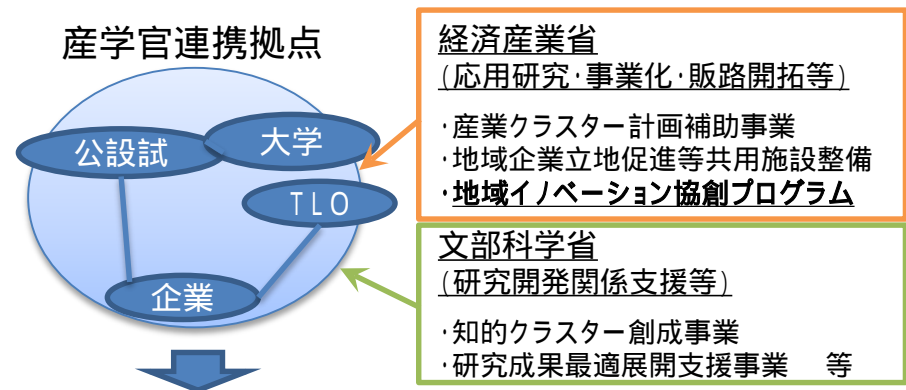 産学官連携拠点
公設試
大学
TLO
企業
経済産業省
(応用研究・事業化・販路開拓等)
・産業クラスター計画補助事業
・地域企業立地促進等共用施設整備
・地域イノベーション協創プログラム
文部科学省
(研究開発関係支援等)
・知的クラスター創成事業
・研究成果最適展開支援事業　等